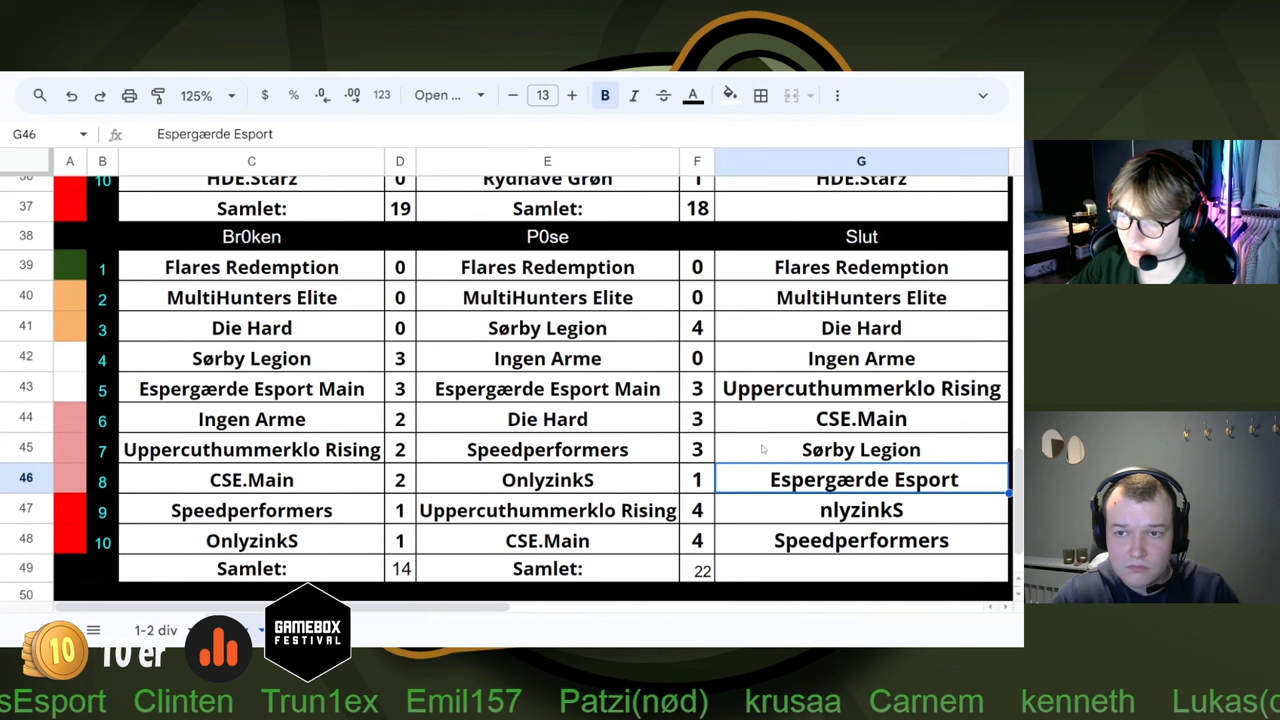 125%
$
%
.0
.00
123
Open ...
13
B
I
A
G46
fx
Espergærde Esport
A B C D E F G
10 HDE.Starz 0 Rydhave Grøn 1 HDE.Starz
37 Samlet: 19 Samlet: 18
38 Br0ken P0se Slut
39 1 Flares Redemption 0 Flares Redemption 0 Flares Redemption
40 2 MultiHunters Elite 0 MultiHunters Elite 0 MultiHunters Elite
41 3 Die Hard 0 Sørby Legion 4 Die Hard
42 4 Sørby Legion 3 Ingen Arme 0 Ingen Arme
43 5 Espergærde Esport Main 3 Espergærde Esport Main 3 Uppercuthummerklo Rising
44 6 Ingen Arme 2 Die Hard 3 CSE.Main
45 7 Uppercuthummerklo Rising 2 Speedperformers 3 Sørby Legion
46 8 CSE.Main 2 OnlyzinkS 1 Espergærde Esport
47 9 Speedperformers 1 Uppercuthummerklo Rising 4 nlyzinkS
48 10 OnlyzinkS 1 CSE.Main 4 Speedperformers
49 Samlet: 14 Samlet: 22
50
1-2 div
10
10 er
GAMEBOX
FESTIVAL
sEsport Clinten Trun1ex Emil157 Patzi(nød) krusaa Carnem kenneth Lukas(